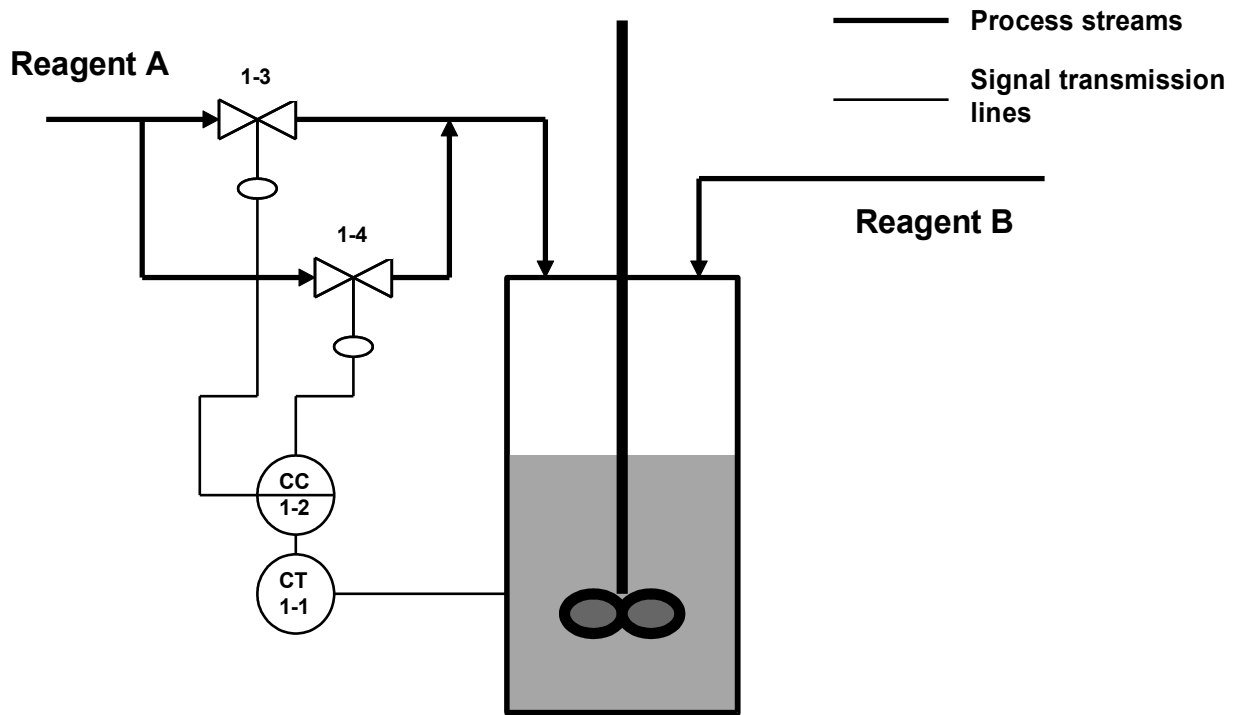 Process streams
Reagent A
1-3
Signal transmission
lines
Reagent B
1-4
CC
1-2
CT
1-1